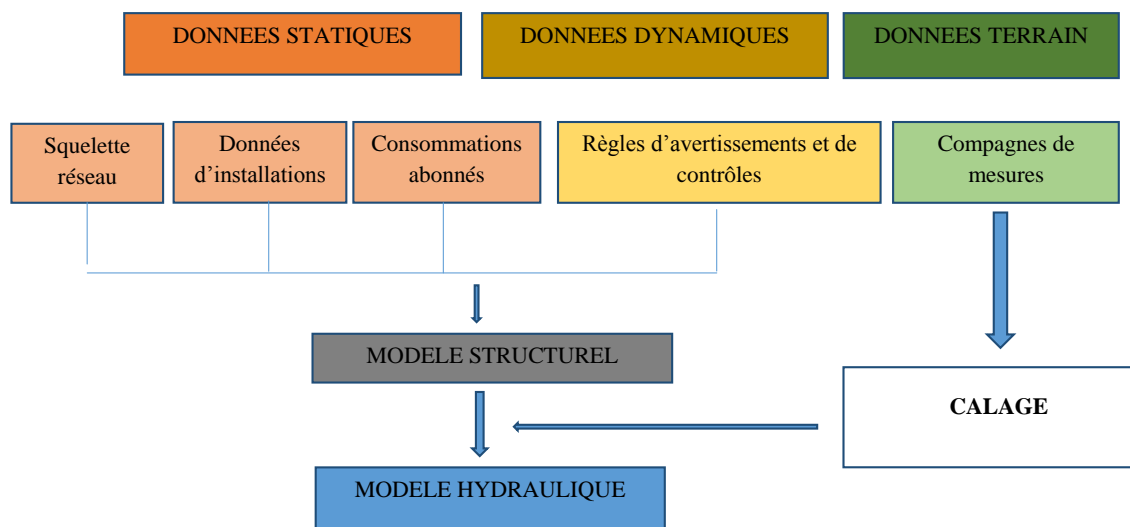 DONNEES STATIQUES
DONNEES DYNAMIQUES
DONNEES TERRAIN
Squelette
réseau
Données
d’installations
Consommations
abonnés
Règles d’avertissements et de
contrôles
Compagnes de
mesures
MODELE STRUCTUREL
CALAGE
MODELE HYDRAULIQUE